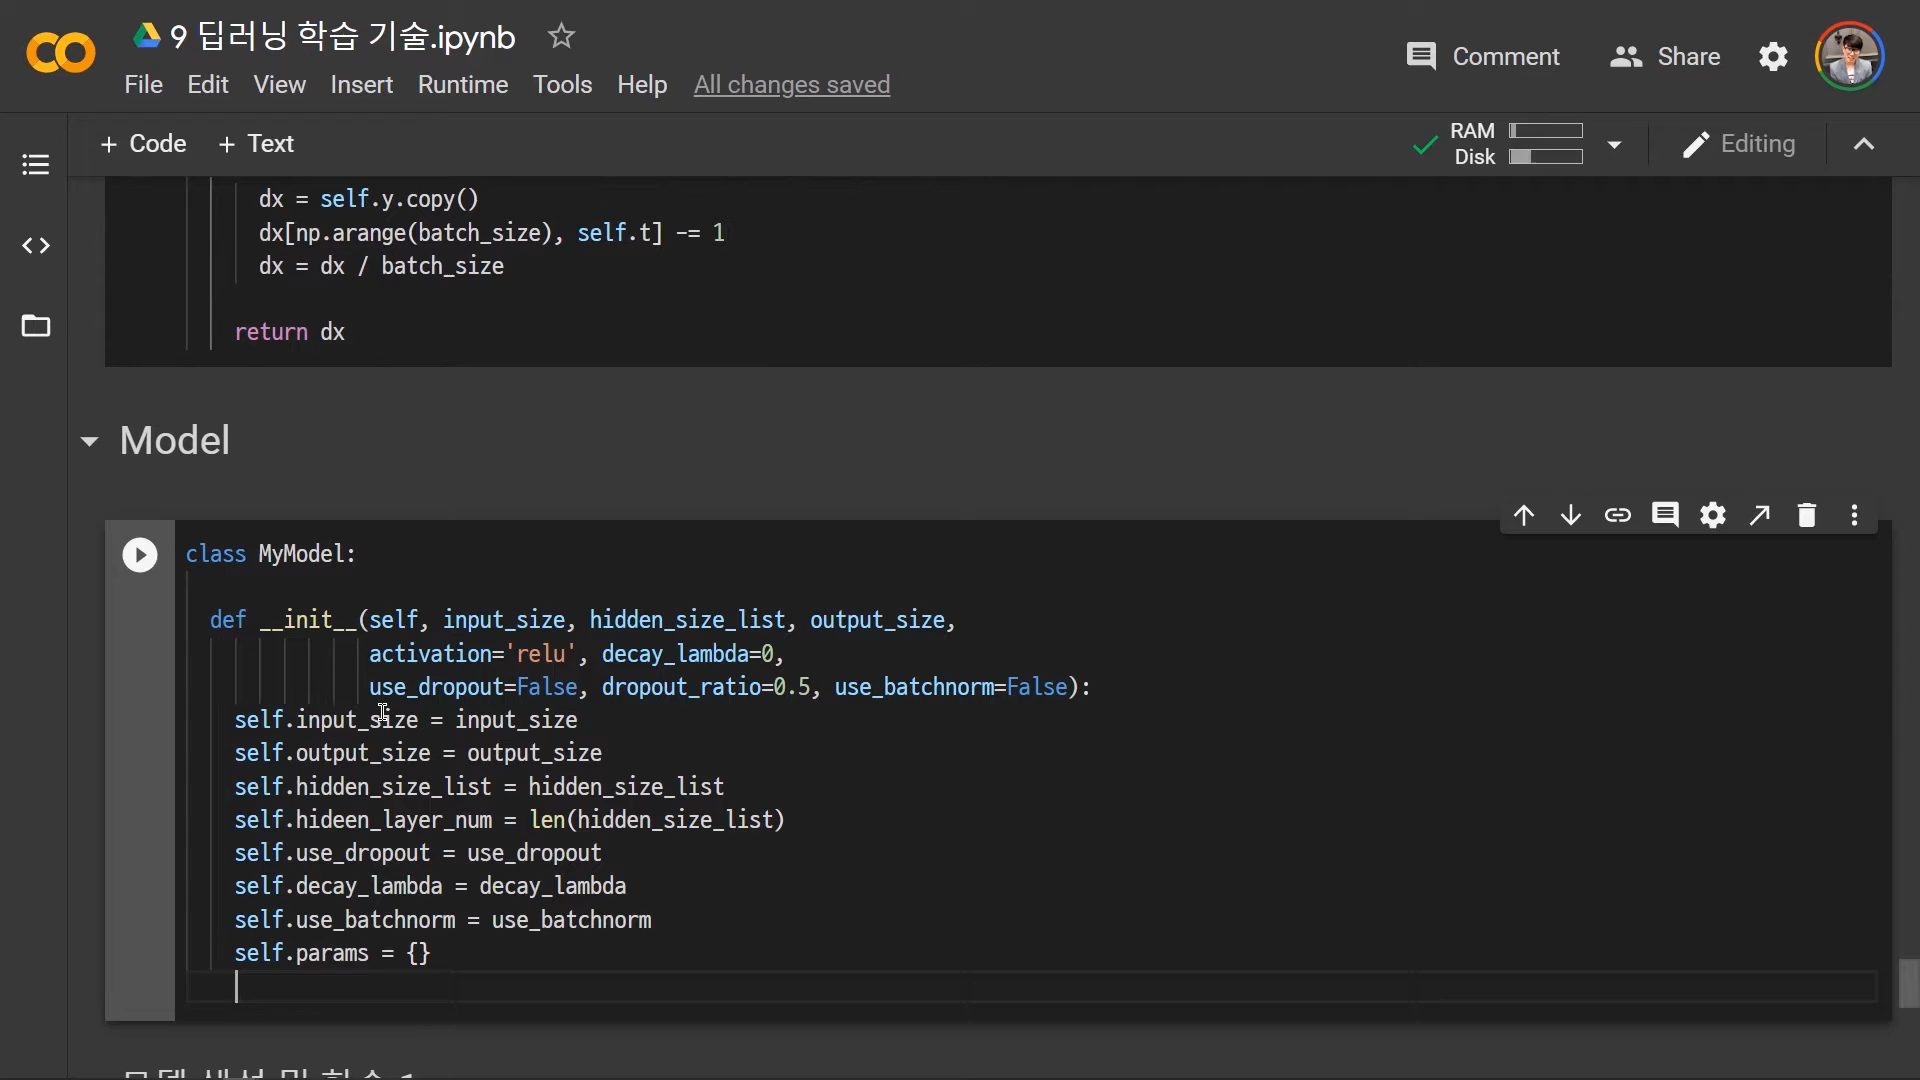 9 딥러닝 학습 기술.ipynb
Comment
Share
File Edit View Insert Runtime Tools Help All changes saved
+ Code + Text
RAM
Disk
Editing
dx = self.y.copy()
dx[np.arange(batch_size), self.t] -= 1
dx = dx / batch_size
return dx
Model
class MyModel:
def __init__(self, input_size, hidden_size_list, output_size,
activation='relu', decay_lambda=0,
use_dropout=False, dropout_ratio=0.5, use_batchnorm=False):
self.input_size = input_size
self.output_size = output_size
self.hidden_size_list = hidden_size_list
self.hideen_layer_num = len(hidden_size_list)
self.use_dropout = use_dropout
self.decay_lambda = decay_lambda
self.use_batchnorm = use_batchnorm
self.params = {}